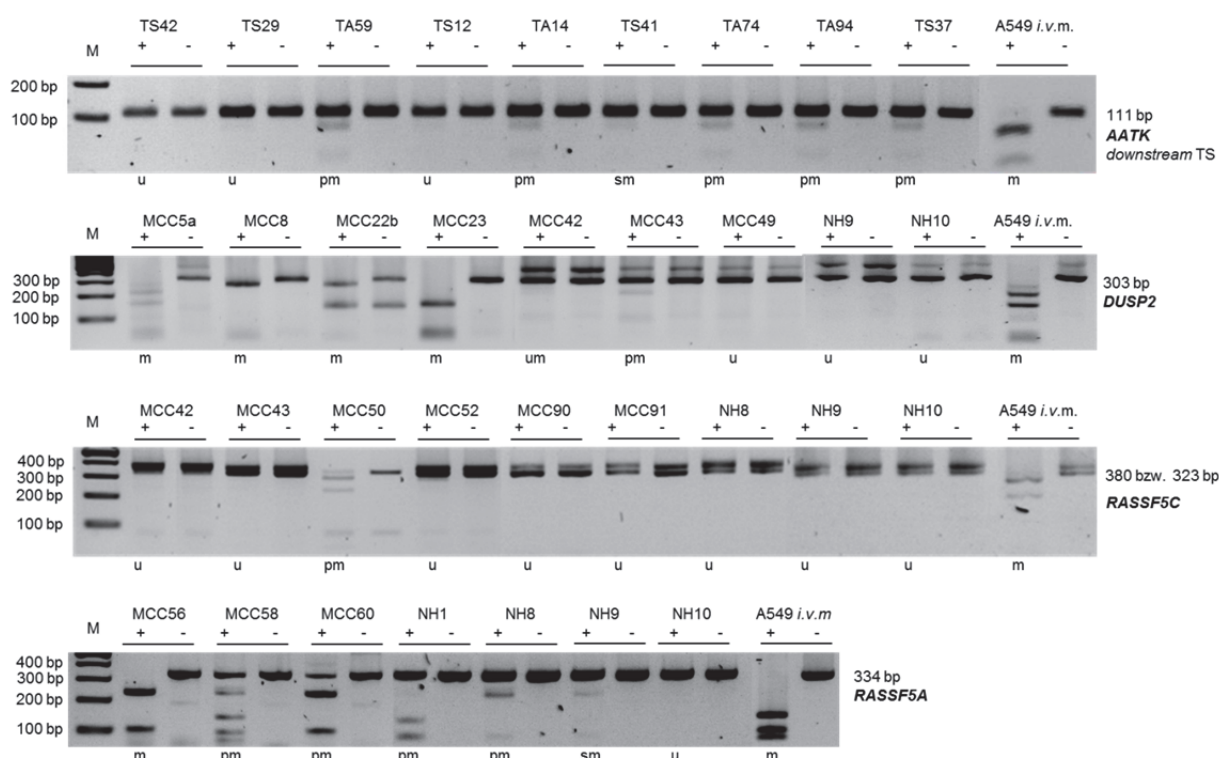 TS42 TS29 TA59 TS12 TA14 TS41 TA74 TA94 TS37 A549 i.v.m.
M + - + - + - + - + - + - + - + - + - + -
200 bp
100 bp
111 bp
AATK
downstream TS
u u pm u pm sm pm pm pm m
MCC5a MCC8 MCC22b MCC23 MCC42 MCC43 MCC49 NH9 NH10 A549 i.v.m.
M + - + - + - + - + - + - + - + - + - + -
300 bp
200 bp
100 bp
303 bp
DUSP2
m m m m um pm u u u m
MCC42 MCC43 MCC50 MCC52 MCC90 MCC91 NH8 NH9 NH10 A549 i.v.m.
M + - + - + - + - + - + - + - + - + - + -
400 bp
300 bp
200 bp
100 bp
380 bzw. 323 bp
RASSF5C
u u pm u u u u u u m
MCC56 MCC58 MCC60 NH1 NH8 NH9 NH10 A549 i.v.m
M + - + - + - + - + - + - + - + -
400 bp
300 bp
200 bp
100 bp
334 bp
RASSF5A
m pm pm pm pm sm u m